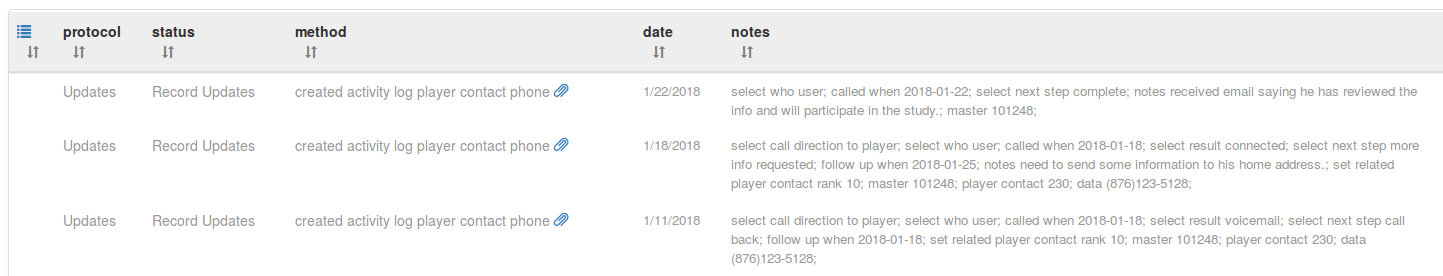 protocol status method date notes
Updates Record Updates created activity log player contact phone 1/22/2018 select who user; called when 2018-01-22; select next step complete; notes received email saying he has reviewed the
info and will participate in the study.; master 101248;
Updates Record Updates created activity log player contact phone 1/18/2018 select call direction to player; select who user; called when 2018-01-18; select result connected; select next step more
info requested; follow up when 2018-01-25; notes need to send some information to his home address.; set related
player contact rank 10; master 101248; player contact 230; data (876)123-5128;
Updates Record Updates created activity log player contact phone 1/11/2018 select call direction to player; select who user; called when 2018-01-18; select result voicemail; select next step call
back; follow up when 2018-01-18; set related player contact rank 10; master 101248; player contact 230; data
(876)123-5128;